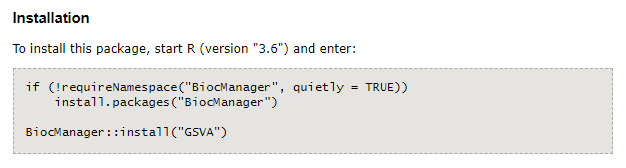 Installation
To install this package, start R (version "3.6") and enter:
if (!requireNamespace("BiocManager", quietly = TRUE))
    install.packages("BiocManager")
BiocManager::install("GSVA")